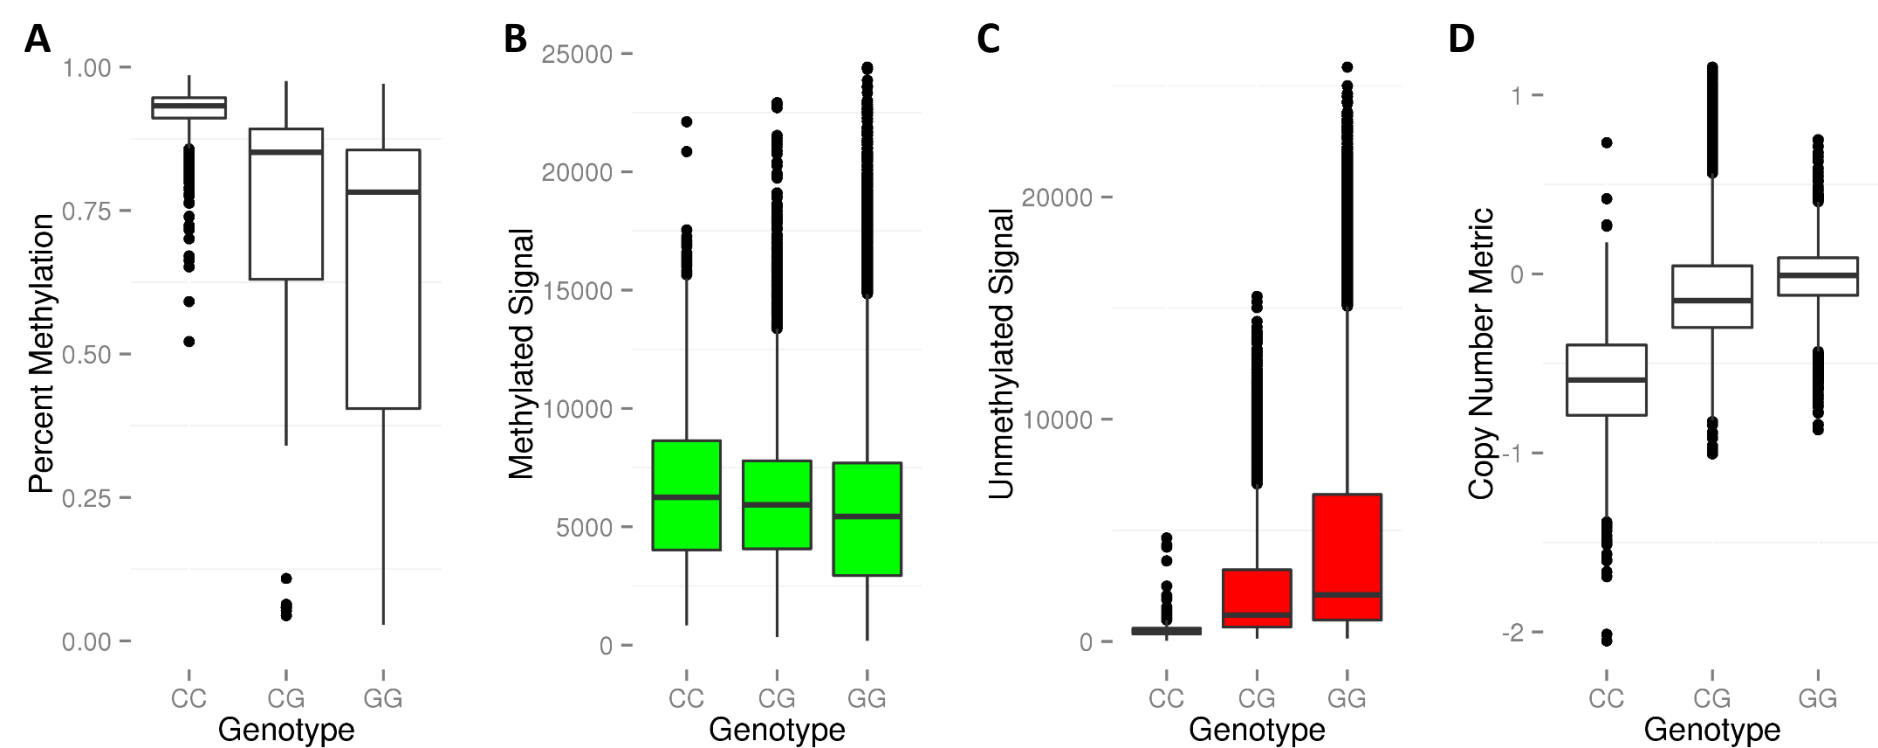 A
Percent Methylation
1.00
0.75
0.50
0.25
0.00
CC CG GG
Genotype
B
Methylated Signal
25000
20000
15000
10000
5000
0
CC CG GG
Genotype
C
Unmethylated Signal
20000
10000
0
CC CG GG
Genotype
D
Copy Number Metric
1
0
-1
-2
CC CG GG
Genotype